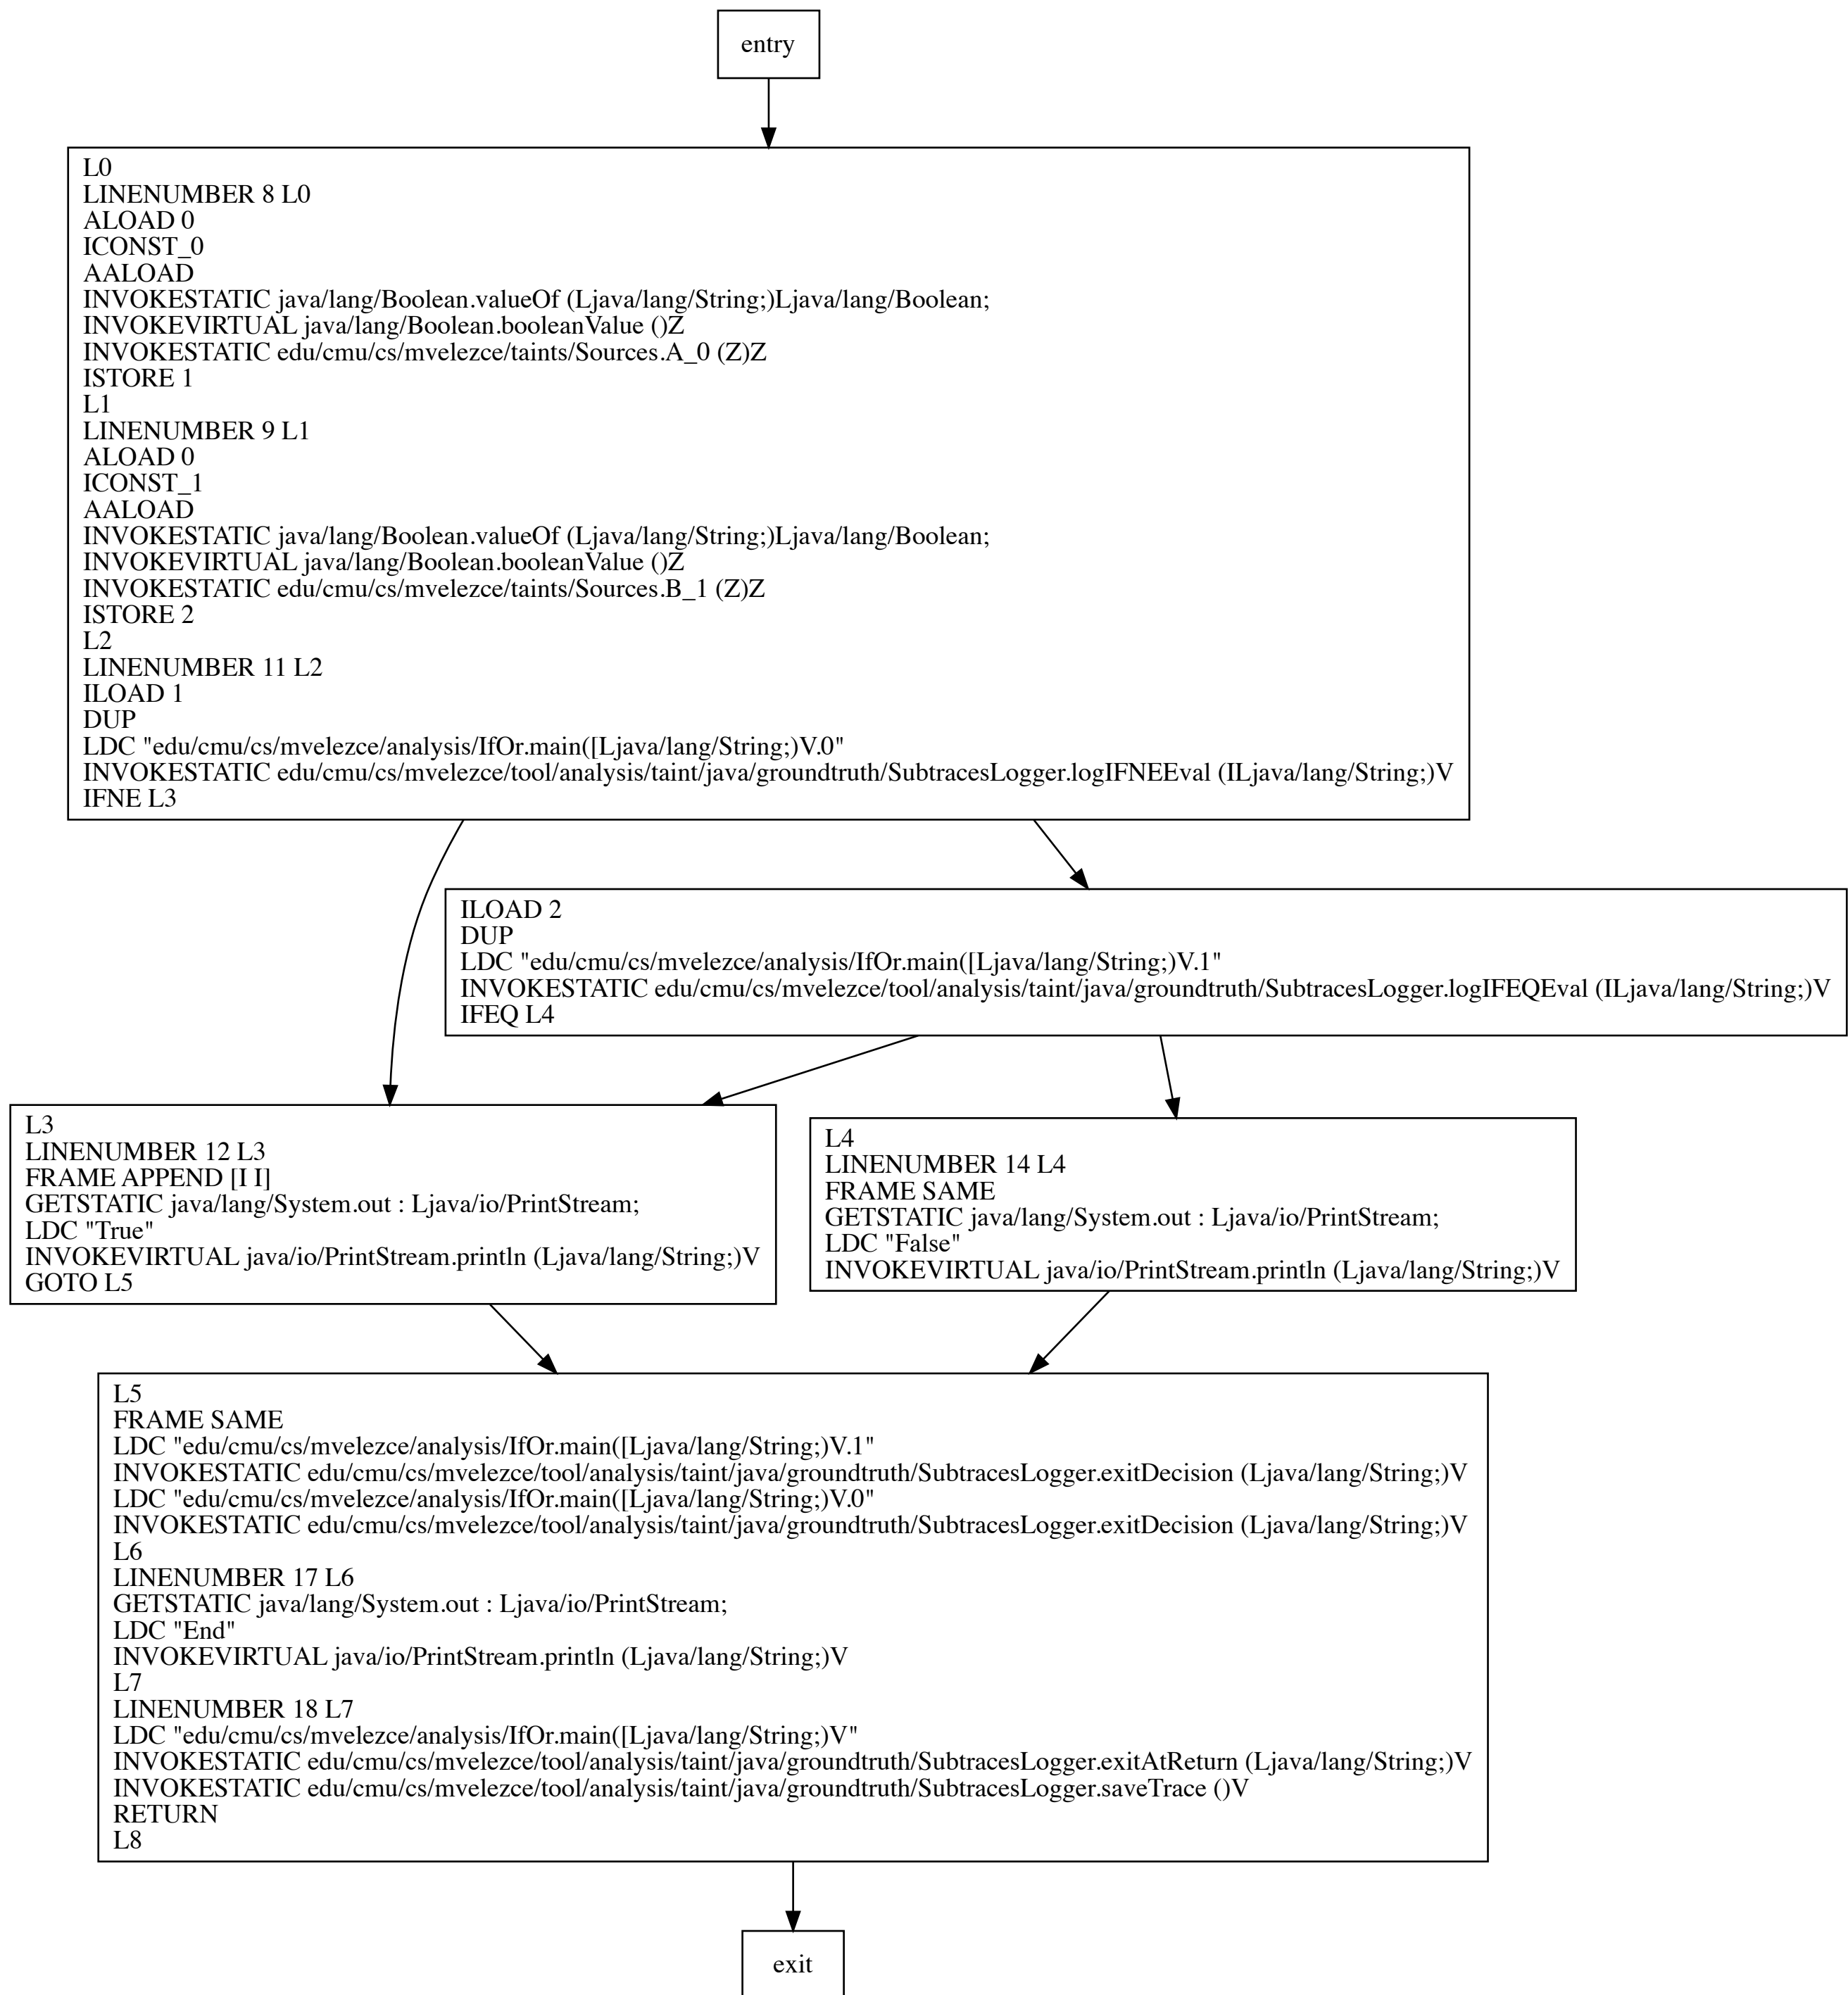 entry
L0
LINENUMBER 8 L0
ALOAD 0
ICONST_0
AALOAD
INVOKESTATIC java/lang/Boolean.valueOf (Ljava/lang/String;)Ljava/lang/Boolean;
INVOKEVIRTUAL java/lang/Boolean.booleanValue ()Z
INVOKESTATIC edu/cmu/cs/mvelezce/taints/Sources.A_0 (Z)Z
ISTORE 1
L1
LINENUMBER 9 L1
ALOAD 0
ICONST_1
AALOAD
INVOKESTATIC java/lang/Boolean.valueOf (Ljava/lang/String;)Ljava/lang/Boolean;
INVOKEVIRTUAL java/lang/Boolean.booleanValue ()Z
INVOKESTATIC edu/cmu/cs/mvelezce/taints/Sources.B_1 (Z)Z
ISTORE 2
L2
LINENUMBER 11 L2
ILOAD 1
DUP
LDC "edu/cmu/cs/mvelezce/analysis/IfOr.main([Ljava/lang/String;)V.0"
INVOKESTATIC edu/cmu/cs/mvelezce/tool/analysis/taint/java/groundtruth/SubtracesLogger.logIFNEEval (ILjava/lang/String;)V
IFNE L3
ILOAD 2
DUP
LDC "edu/cmu/cs/mvelezce/analysis/IfOr.main([Ljava/lang/String;)V.1"
INVOKESTATIC edu/cmu/cs/mvelezce/tool/analysis/taint/java/groundtruth/SubtracesLogger.logIFEQEval (ILjava/lang/String;)V
IFEQ L4
L3
LINENUMBER 12 L3
FRAME APPEND [I I]
GETSTATIC java/lang/System.out : Ljava/io/PrintStream;
LDC "True"
INVOKEVIRTUAL java/io/PrintStream.println (Ljava/lang/String;)V
GOTO L5
L4
LINENUMBER 14 L4
FRAME SAME
GETSTATIC java/lang/System.out : Ljava/io/PrintStream;
LDC "False"
INVOKEVIRTUAL java/io/PrintStream.println (Ljava/lang/String;)V
L5
FRAME SAME
LDC "edu/cmu/cs/mvelezce/analysis/IfOr.main([Ljava/lang/String;)V.1"
INVOKESTATIC edu/cmu/cs/mvelezce/tool/analysis/taint/java/groundtruth/SubtracesLogger.exitDecision (Ljava/lang/String;)V
LDC "edu/cmu/cs/mvelezce/analysis/IfOr.main([Ljava/lang/String;)V.0"
INVOKESTATIC edu/cmu/cs/mvelezce/tool/analysis/taint/java/groundtruth/SubtracesLogger.exitDecision (Ljava/lang/String;)V
L6
LINENUMBER 17 L6
GETSTATIC java/lang/System.out : Ljava/io/PrintStream;
LDC "End"
INVOKEVIRTUAL java/io/PrintStream.println (Ljava/lang/String;)V
L7
LINENUMBER 18 L7
LDC "edu/cmu/cs/mvelezce/analysis/IfOr.main([Ljava/lang/String;)V"
INVOKESTATIC edu/cmu/cs/mvelezce/tool/analysis/taint/java/groundtruth/SubtracesLogger.exitAtReturn (Ljava/lang/String;)V
INVOKESTATIC edu/cmu/cs/mvelezce/tool/analysis/taint/java/groundtruth/SubtracesLogger.saveTrace ()V
RETURN
L8
exit